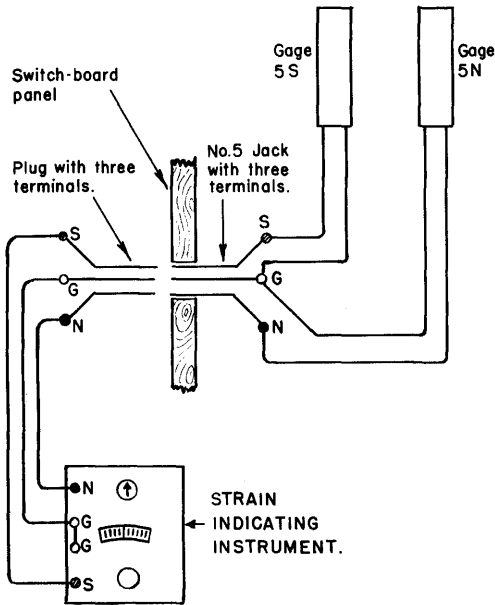 Gage
5S
Gage
5N
Switch-board
panel
Plug with three
terminals.
No.5 Jack
with three
terminals.
S
G
N
S
G
N
N
G
G
S
STRAIN
INDICATING
INSTRUMENT.